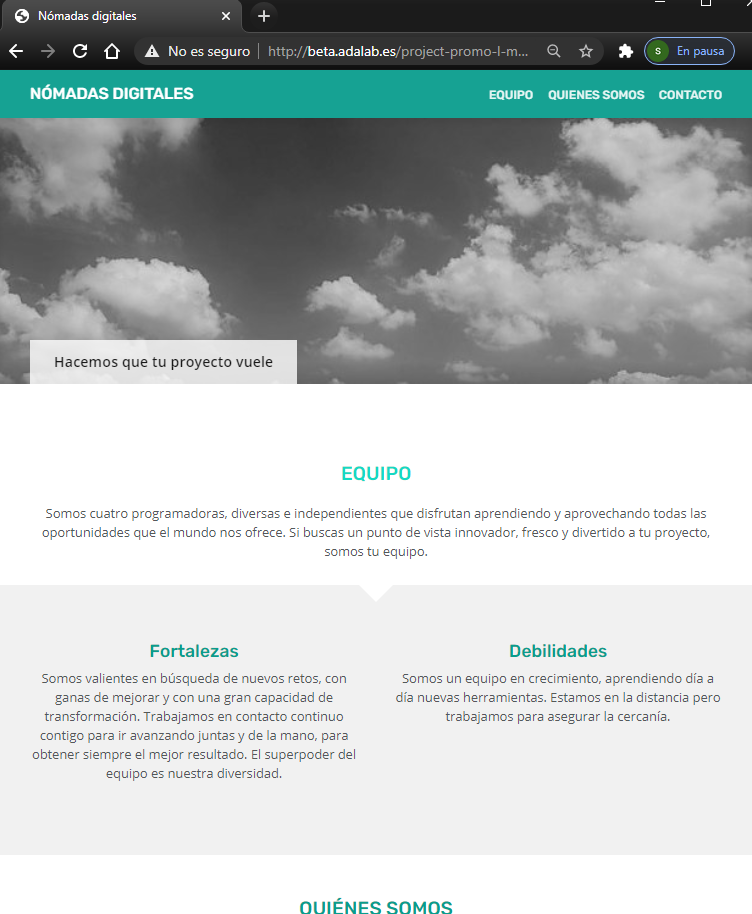 Nómadas digitales
No es seguro
http://beta.adalab.es/project-promo-l-m...
S
En pausa
NÓMADAS DIGITALES
EQUIPO QUIENES SOMOS CONTACTO
Hacemos que tu proyecto vuele
EQUIPO
Somos cuatro programadoras, diversas e independientes que disfrutan aprendiendo y aprovechando todas las
oportunidades que el mundo nos ofrece. Si buscas un punto de vista innovador, fresco y divertido a tu proyecto,
somos tu equipo.
Fortalezas
Somos valientes en búsqueda de nuevos retos, con
ganas de mejorar y con una gran capacidad de
transformación. Trabajamos en contacto continuo
contigo para ir avanzando juntas y de la mano, para
obtener siempre el mejor resultado. El superpoder del
equipo es nuestra diversidad.
Debilidades
Somos un equipo en crecimiento, aprendiendo día a
día nuevas herramientas. Estamos en la distancia pero
trabajamos para asegurar la cercanía.
QUIÉNES SOMOS